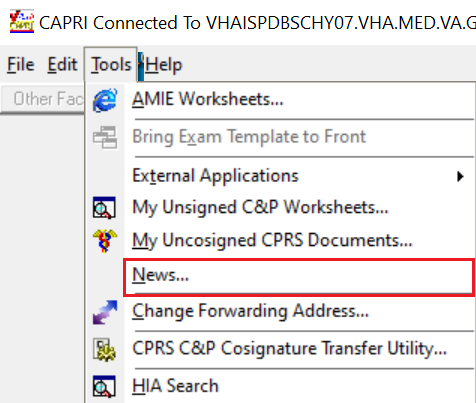 CAPRI Connected To VHAISPDBSCHY07.VHA.MED.VA.G
File Edit Tools Help
Other Fac
AMIE Worksheets...
Bring Exam Template to Front
External Applications
My Unsigned C&P Worksheets...
My Uncosigned CPRS Documents...
News...
Change Forwarding Address...
CPRS C&P Cosignature Transfer Utility...
HIA Search